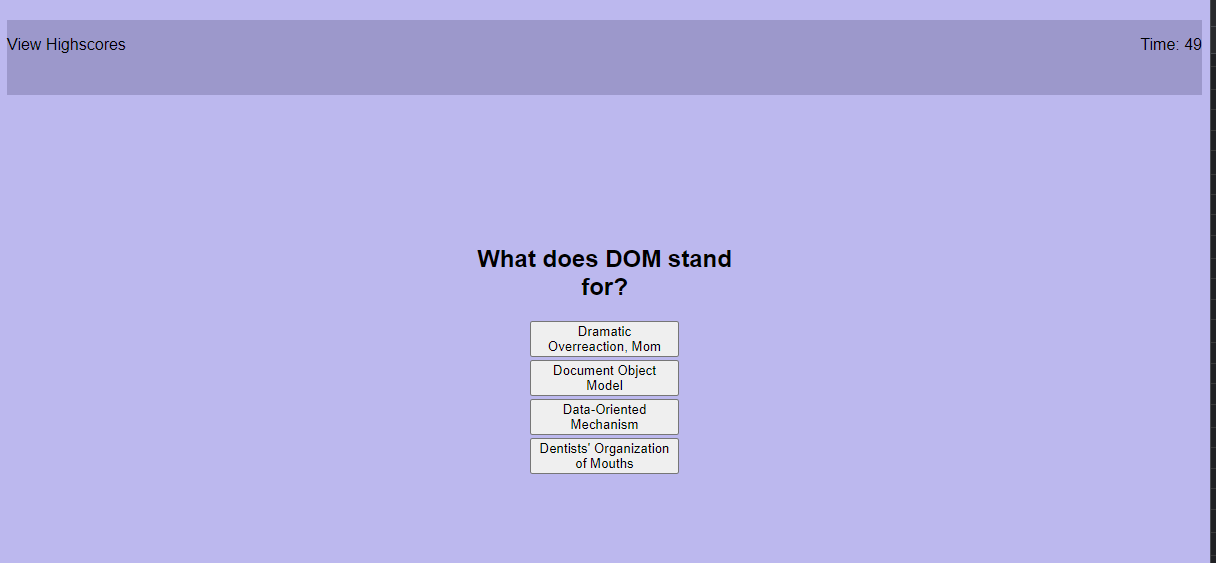 View Highscores
Time: 49
What does DOM stand
for?
Dramatic
Overreaction, Mom
Document Object
Model
Data-Oriented
Mechanism
Dentists' Organization
of Mouths